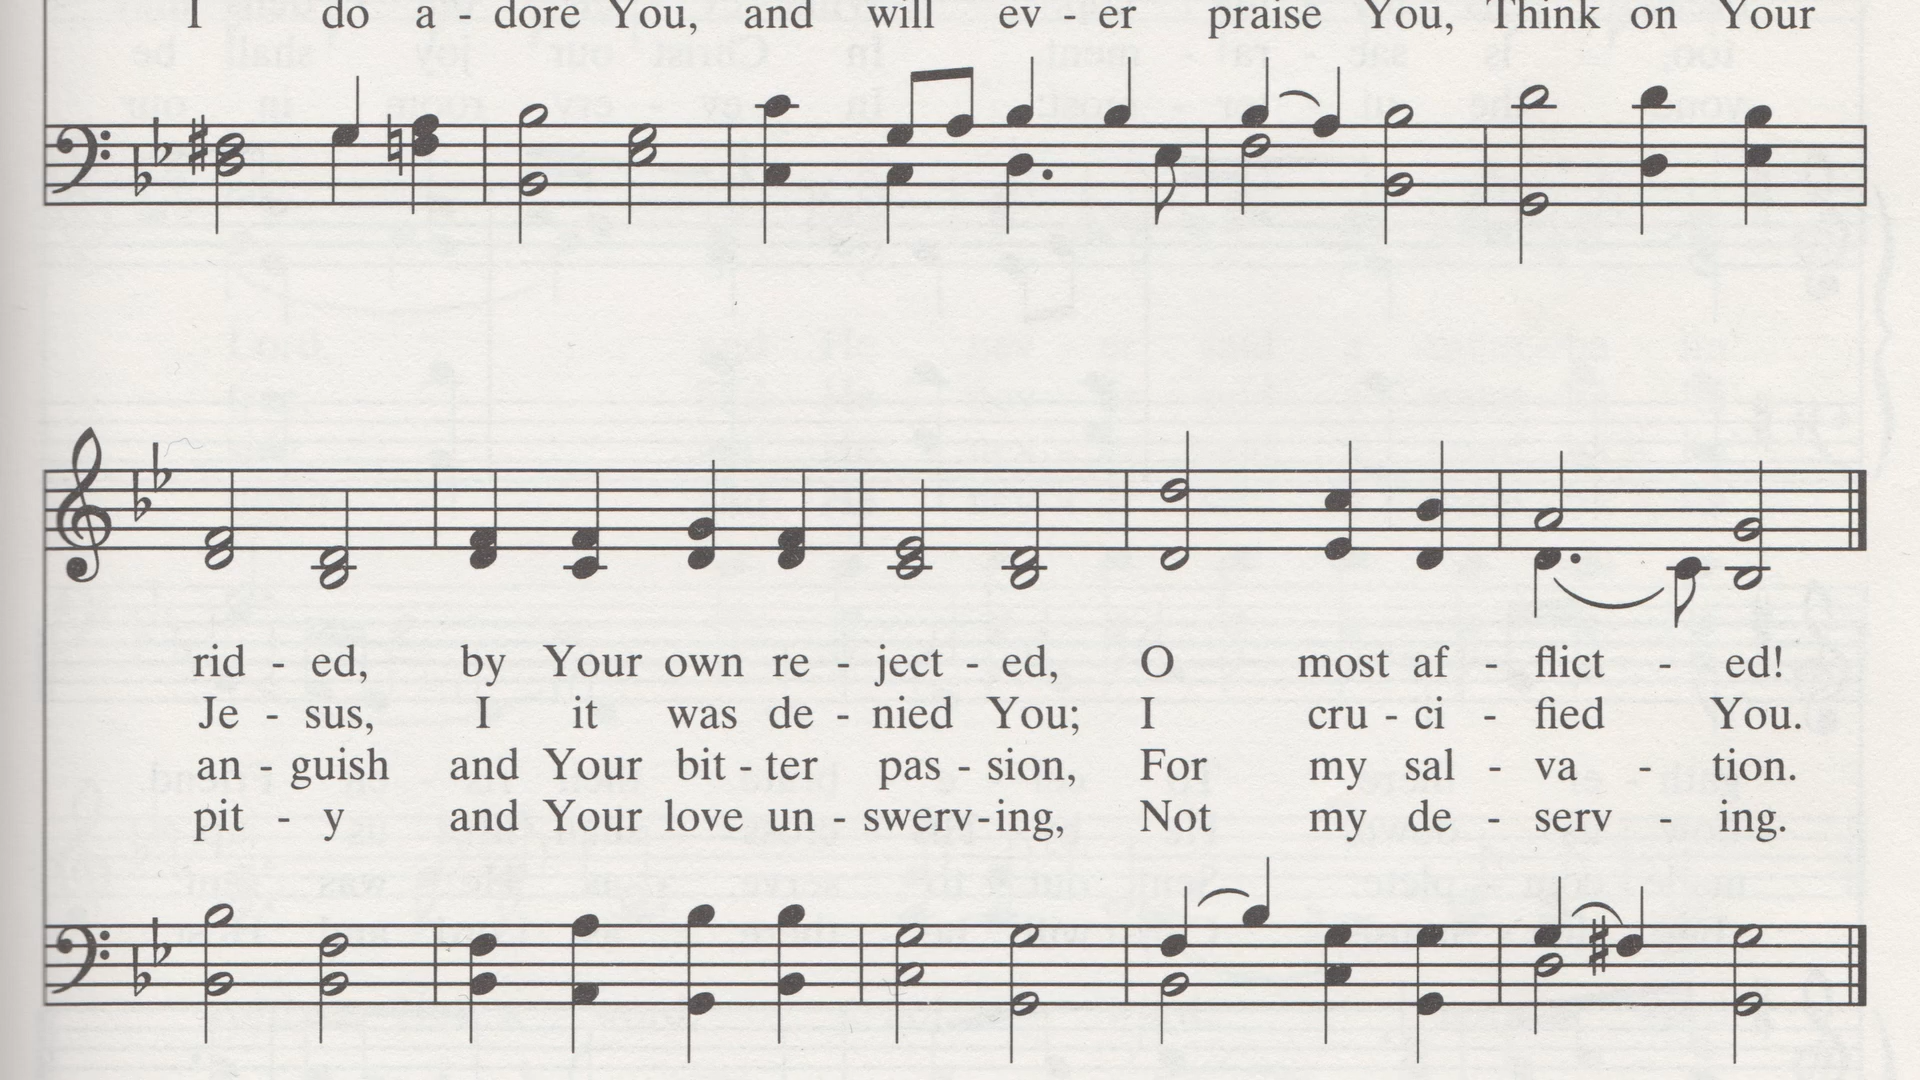 I do a - dore You, and will ev - er praise You, Think on Your
rid - ed, by Your own re - ject - ed, O most af - flict - ed!
Je - sus, I it was de - nied You; I cru - ci - fied You.
an - guish and Your bit - ter pas - sion, For my sal - va - tion.
pit - y and Your love un - swerv - ing, Not my de - serv - ing.